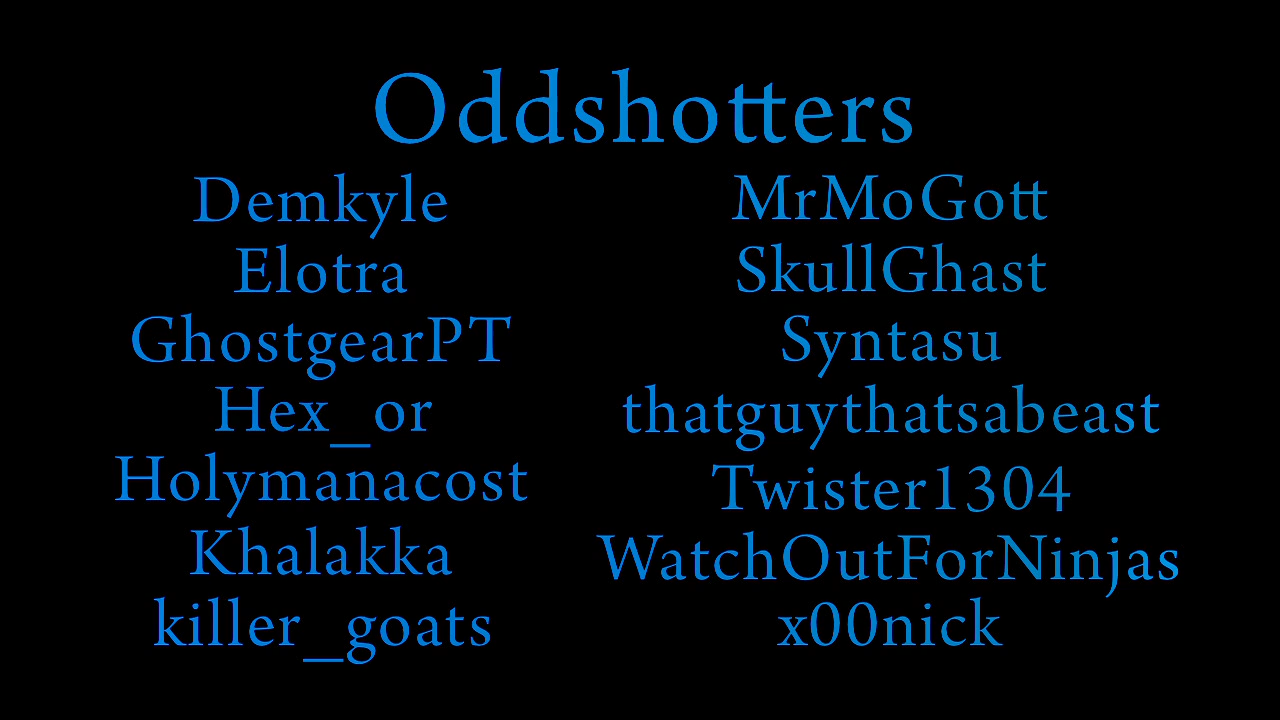 Oddshotters
Demkyle
Elotra
GhostgearPT
Hex_or
Holymanacost
Khalakka
killer_goats
MrMoGott
SkullGhast
Syntasu
thatguythatsabeast
Twister1304
WatchOutForNinjas
x00nick